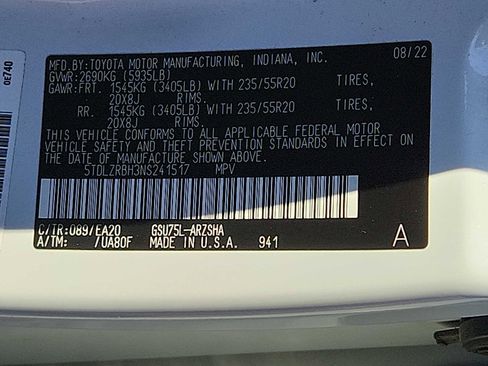 MFD.BY:TOYOTA MOTOR MANUFACTURING, INDIANA, INC. 08/22
GVWR:2690KG (5935LB)
GAWR:FRT. 1545KG (3405LB) WITH 235/55R20 TIRES,
20X8J RIMS.
RR. 1545KG (3405LB) WITH 235/55R20 TIRES,
20X8J RIMS.
THIS VEHICLE CONFORMS TO ALL APPLICABLE FEDERAL MOTOR
VEHICLE SAFETY AND THEFT PREVENTION STANDARDS IN EFFECT ON
THE DATE OF MANUFACTURE SHOWN ABOVE.
5TDLZRBH3NS241517 MPV
C/TR:089/EA20 GSU75L-ARZSHA
A/TM: /UA80F MADE IN U.S.A. 941 A
0E740